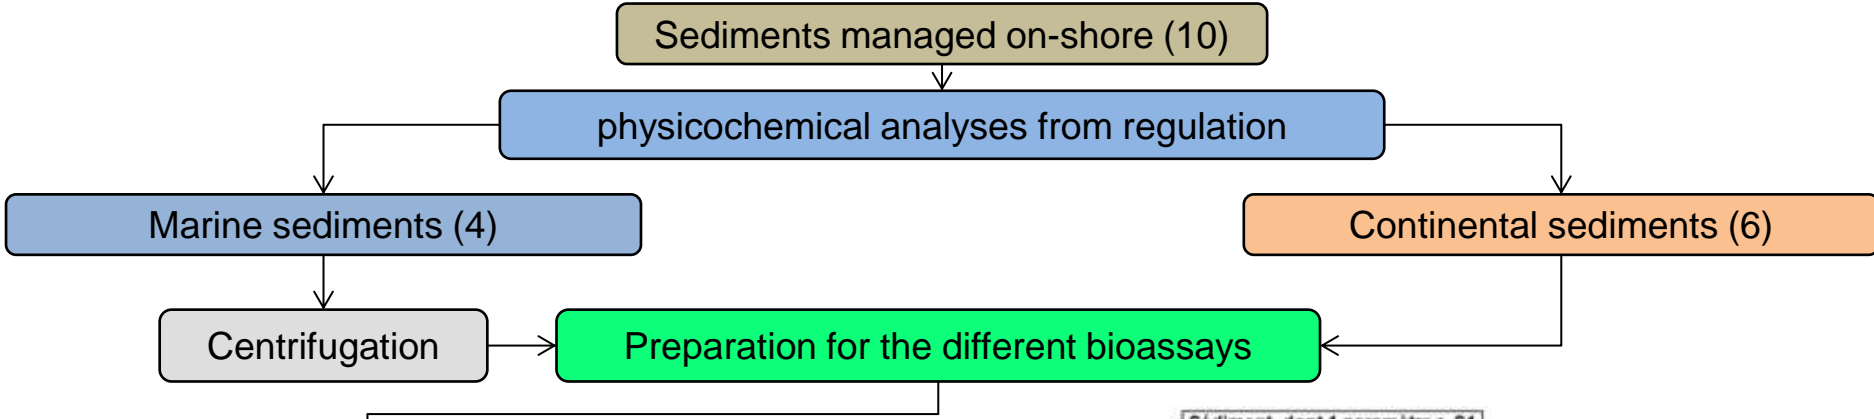 Sediments managed on-shore (10)
physicochemical analyses from regulation
Marine sediments (4)
Continental sediments (6)
Centrifugation
Preparation for the different bioassays